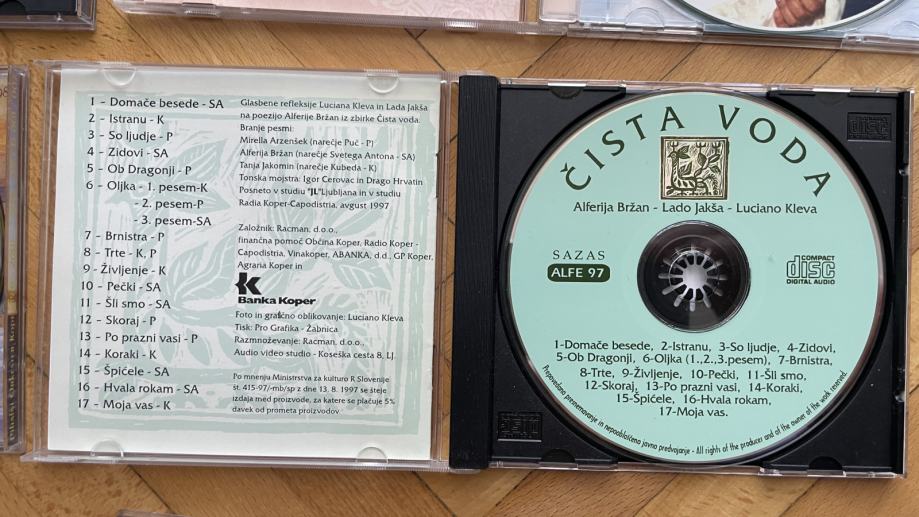 1 - Domače besede - SA
2 - Istranu - K
3 - So ljudje - P
4 - Zidovi - SA
5 - Ob Dragonji - P
6 - Oljka - 1. pesem-K
- 2. pesem-P
- 3. pesem-SA
7 - Brnistra - P
8 - Trte - K, P
9 - Življenje - K
10 - Pečki - SA
11 - Šli smo - SA
12 - Skoraj - P
13 - Po prazni vasi - P
14 - Koraki - K
15 - Špićele - SA
16 - Hvala rokam - SA
17 - Moja vas - K
Glasbene refleksije Luciana Kleva in Lada Jakša
na poezijo Alferije Bržan iz zbirke Čista voda.
Branje pesmi:
Mirella Arzenšek (narečje Puč - P)
Alferija Bržan (narečje Svetega Antona - SA)
Tanja Jakomin (narečje Kubeda - K)
Tonska mojstra: Igor Cerovac in Drago Hrvatin
Posneto v studiu "JL"Ljubljana in v studiu
Radia Koper-Capodistria, avgust 1997
Založnik: Racman, d.o.o.,
finančna pomoč Občina Koper, Radio Koper -
Capodistria, Vinakoper, ABANKA, d.d., GP Koper,
Agraria Koper in
Banka Koper
Foto in grafično oblikovanje: Luciano Kleva
Tisk: Pro Grafika - Žabnica
Razmnoževanje: Racman, d.o.o.,
Audio video studio - Koseška cesta 8, LJ
Po mnenju Ministrstva za kulturo R Slovenije
št. 415-97/-mb/sp z dne 13. 8. 1997 se šteje
izdaja med proizvode, za katere se plačuje 5%
davek od prometa proizvodov.
ČISTA VODA
Alferija Bržan - Lado Jakša - Luciano Kleva
SAZAS
ALFE 97
COMPACT
disc
DIGITAL AUDIO
1-Domače besede, 2-Istranu, 3-So ljudje, 4-Zidovi,
5-Ob Dragonji, 6-Oljka (1.,2.,3.pesem), 7-Brnistra,
8-Trte, 9-Življenje, 10-Pečki, 11-Šli smo,
12-Skoraj, 13-Po prazni vasi, 14-Koraki,
15-Špićele, 16-Hvala rokam,
17-Moja vas.
Prepovedano presnemovanje in nepooblaščeno javno predvajanje - All rights of the producer and of the owner of the work reserved.